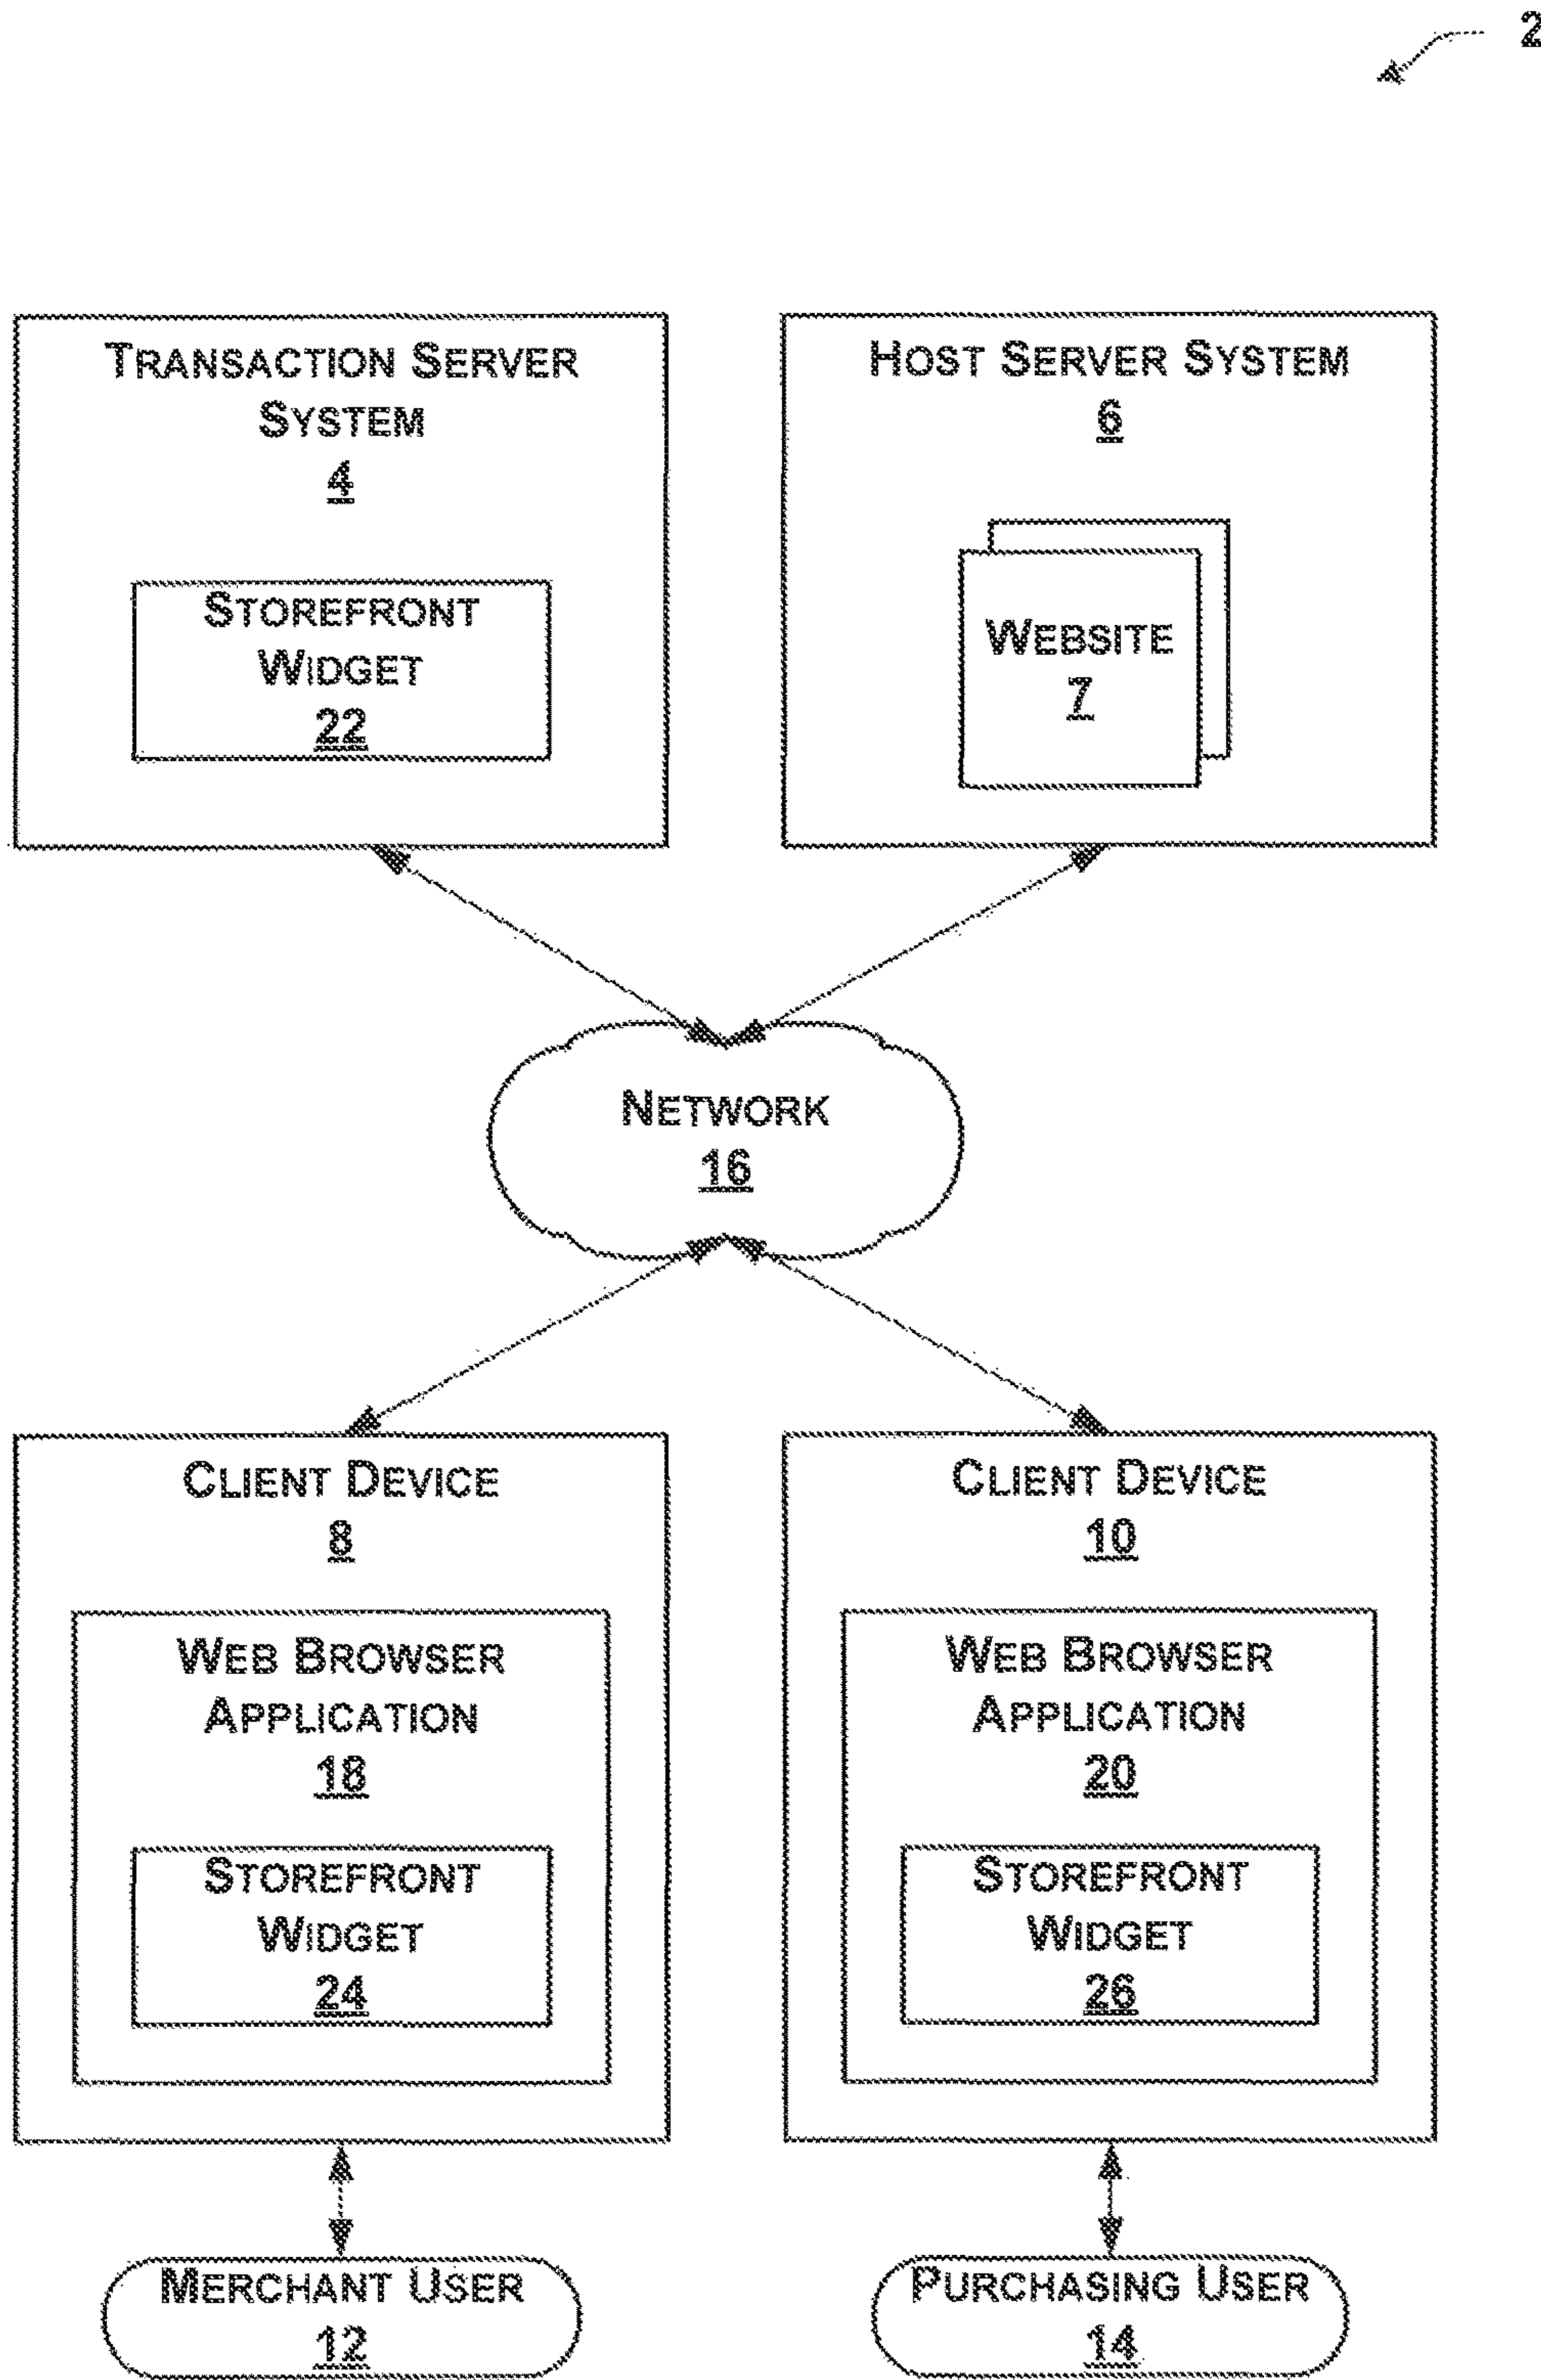 2
TRANSACTION SERVER
SYSTEM
4
STOREFRONT
WIDGET
22
HOST SERVER SYSTEM
6
WEBSITE
7
NETWORK
16
CLIENT DEVICE
8
WEB BROWSER
APPLICATION
18
STOREFRONT
WIDGET
24
CLIENT DEVICE
10
WEB BROWSER
APPLICATION
20
STOREFRONT
WIDGET
26
MERCHANT USER
12
PURCHASING USER
14